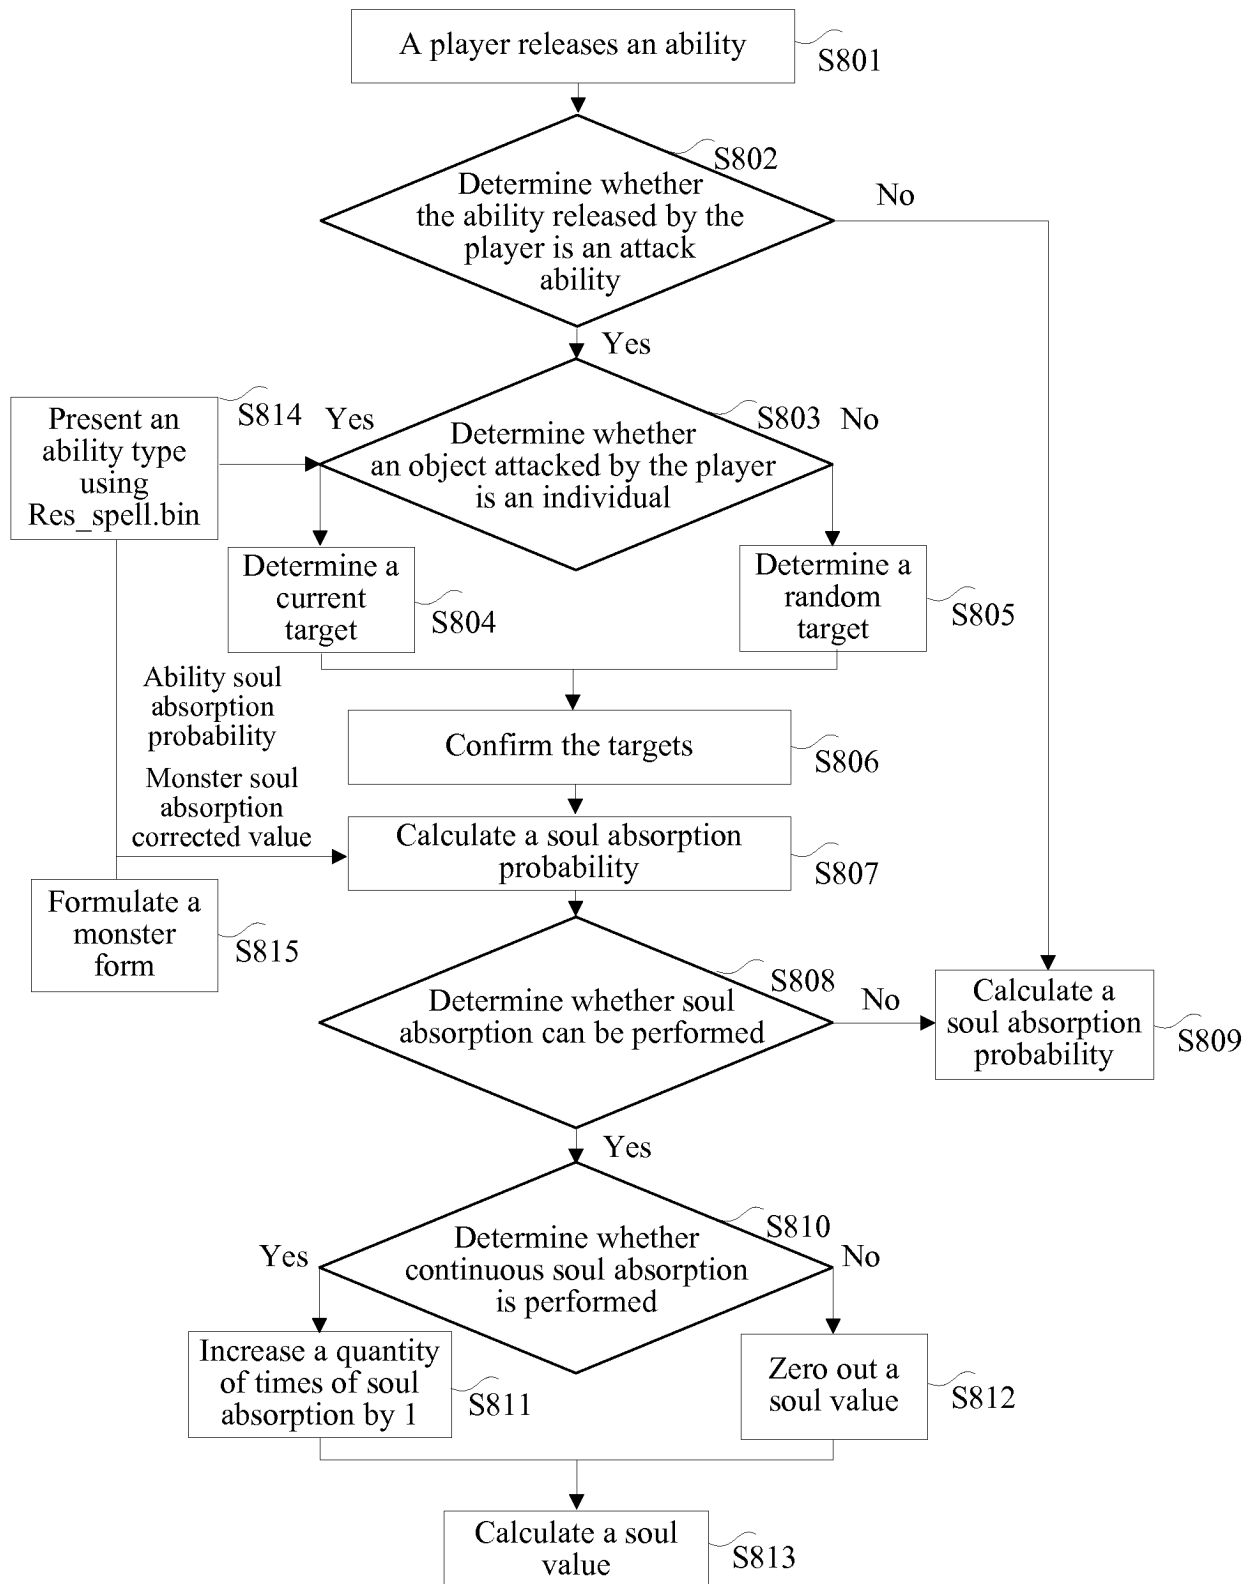 A player releases an ability
S801
S802
Determine whether
the ability released by the
player is an attack
ability
No
Yes
S814
Present an
ability type
using
Res_spell.bin
Yes
S803
No
Determine whether
an object attacked by the player
is an individual
Determine a
current
target
S804
Determine a
random
target
S805
Ability soul
absorption
probability
Confirm the targets
S806
Monster soul
absorption
corrected value
Calculate a soul absorption
probability
S807
Formulate a
monster
form
S815
S808
Determine whether soul
absorption can be performed
No
Calculate a
soul absorption
probability
S809
Yes
S810
Yes
Determine whether
continuous soul absorption
is performed
No
Increase a quantity
of times of soul
absorption by 1
S811
Zero out a
soul value
S812
Calculate a soul
value
S813